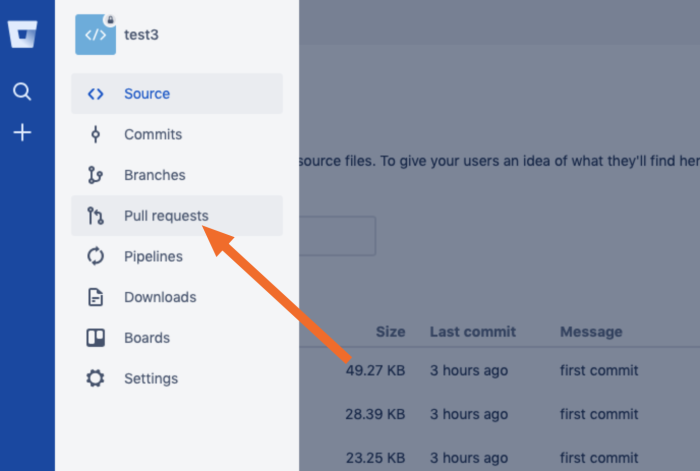 </> test3
Source
Commits
Branches
source files. To give your users an idea of what they'll find her
Pull requests
Pipelines
Downloads
Size Last commit Message
Boards
49.27 KB 3 hours ago first commit
Settings
28.39 KB 3 hours ago first commit
23.25 KB 3 hours ago first commit